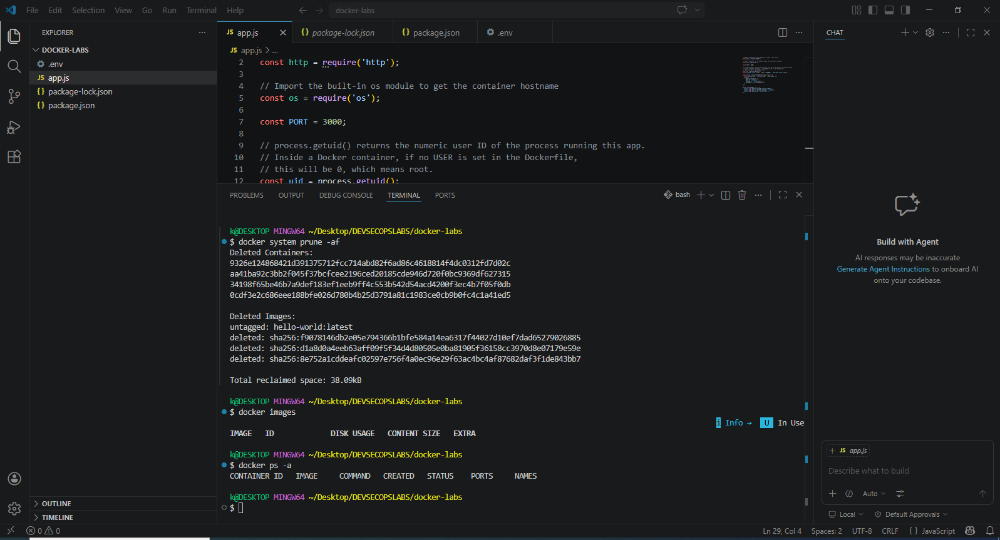 File Edit Selection View Go Run Terminal Help
docker-labs
EXPLORER
DOCKER-LABS
.env
JS app.js
{} package-lock.json
{} package.json
OUTLINE
TIMELINE
JS app.js
{} package-lock.json
{} package.json
.env
JS app.js > ...
2 const http = require('http');
3
4 // Import the built-in os module to get the container hostname
5 const os = require('os');
6
7 const PORT = 3000;
8
9 // process.getuid() returns the numeric user ID of the process running this app.
10 // Inside a Docker container, if no USER is set in the Dockerfile,
11 // this will be 0, which means root.
12 const uid = process.getuid();
PROBLEMS OUTPUT DEBUG CONSOLE TERMINAL PORTS
bash
k@DESKTOP MINGW64 ~/Desktop/DEVSECOPSLABS/docker-labs
$ docker system prune -af
Deleted Containers:
9326e124868421d391375712fcc714abd82f6ad86c4618814f4dc0312fd7d02c
aa41ba92c3bb2f045f37bcfcee2196ced20185cde946d720f0bc9369df627315
34198f65be46b7a9def183ef1eeb9ff4c553b542d54acd4200f3ec4b7f05f0db
0cdf3e2c686eee188bfe026d780b4b25d3791a81c1983ce0cb9b0fc4c1a41ed5
Deleted Images:
untagged: hello-world:latest
deleted: sha256:f9078146db2e05e794366b1bfe584a14ea6317f44027d10ef7dad65279026885
deleted: sha256:d1a8d0a4eeb63aff09f5f34d4d80505e0ba81905f36158cc3970d8e07179e59e
deleted: sha256:8e752a1cddeafc02597e756f4a0ec96e29f63ac4bc4af87682daf3f1de843bb7
Total reclaimed space: 38.09kB
k@DESKTOP MINGW64 ~/Desktop/DEVSECOPSLABS/docker-labs
$ docker images
i Info → U In Use
IMAGE ID DISK USAGE CONTENT SIZE EXTRA
k@DESKTOP MINGW64 ~/Desktop/DEVSECOPSLABS/docker-labs
$ docker ps -a
CONTAINER ID IMAGE COMMAND CREATED STATUS PORTS NAMES
k@DESKTOP MINGW64 ~/Desktop/DEVSECOPSLABS/docker-labs
$
CHAT
Build with Agent
AI responses may be inaccurate
Generate Agent Instructions to onboard AI
onto your codebase.
JS app.js
Describe what to build
Auto
Local
Default Approvals
0 0
Ln 29, Col 4 Spaces: 2 UTF-8 CRLF {} JavaScript